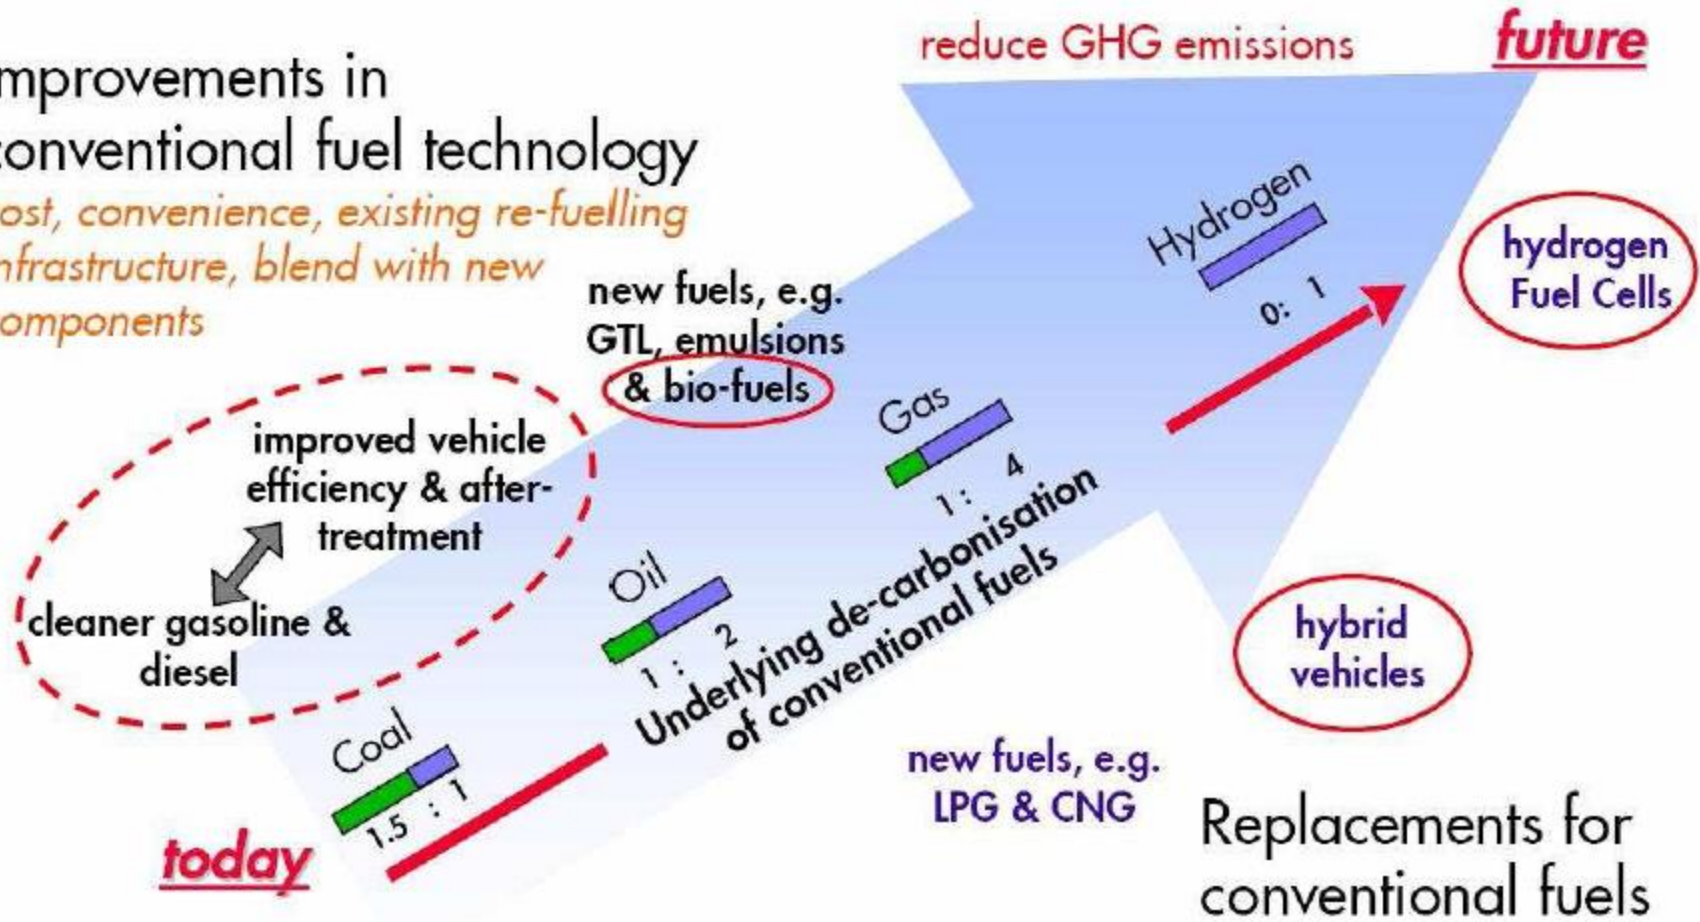 reduce GHG emissions
future
mprovements in
conventional fuel technology
ost, convenience, existing re-fuelling
nfrastructure, blend with new
omponents
new fuels, e.g.
GTL, emulsions
& bio-fuels
improved vehicle
efficiency & after-
treatment
cleaner gasoline &
diesel
Hydrogen
0: 1
hydrogen
Fuel Cells
Gas
1: 4
Oil
1: 2
Coal
1.5 : 1
Underlying de-carbonisation
of conventional fuels
hybrid
vehicles
new fuels, e.g.
LPG & CNG
today
Replacements for
conventional fuels